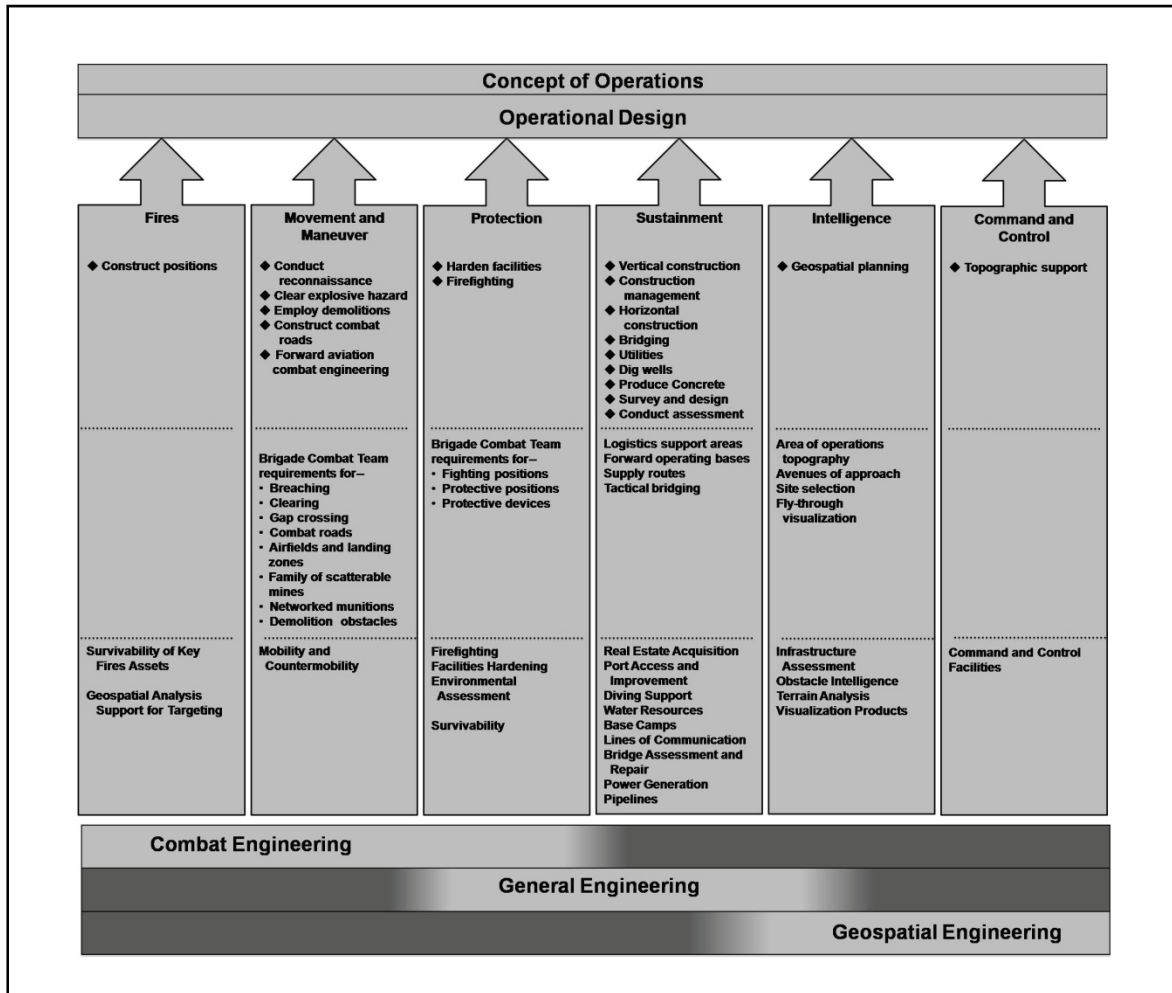 Concept of Operations
Operational Design
Fires
◆ Construct positions
Survivability of Key
Fires Assets
Geospatial Analysis
Support for Targeting
Movement and
Maneuver
◆ Conduct
reconnaissance
◆ Clear explosive hazard
◆ Employ demolitions
◆ Construct combat
roads
◆ Forward aviation
combat engineering
Brigade Combat Team
requirements for–
• Breaching
• Clearing
• Gap crossing
• Combat roads
• Airfields and landing
zones
• Family of scatterable
mines
• Networked munitions
• Demolition obstacles
Mobility and
Countermobility
Protection
◆ Harden facilities
◆ Firefighting
Brigade Combat Team
requirements for–
• Fighting positions
• Protective positions
• Protective devices
Firefighting
Facilities Hardening
Environmental
Assessment
Survivability
Sustainment
◆ Vertical construction
◆ Construction
management
◆ Horizontal
construction
◆ Bridging
◆ Utilities
◆ Dig wells
◆ Produce Concrete
◆ Survey and design
◆ Conduct assessment
Logistics support areas
Forward operating bases
Supply routes
Tactical bridging
Real Estate Acquisition
Port Access and
Improvement
Diving Support
Water Resources
Base Camps
Lines of Communication
Bridge Assessment and
Repair
Power Generation
Pipelines
Intelligence
◆ Geospatial planning
Area of operations
topography
Avenues of approach
Site selection
Fly-through
visualization
Infrastructure
Assessment
Obstacle Intelligence
Terrain Analysis
Visualization Products
Command and
Control
◆ Topographic support
Command and Control
Facilities
Combat Engineering
General Engineering
Geospatial Engineering